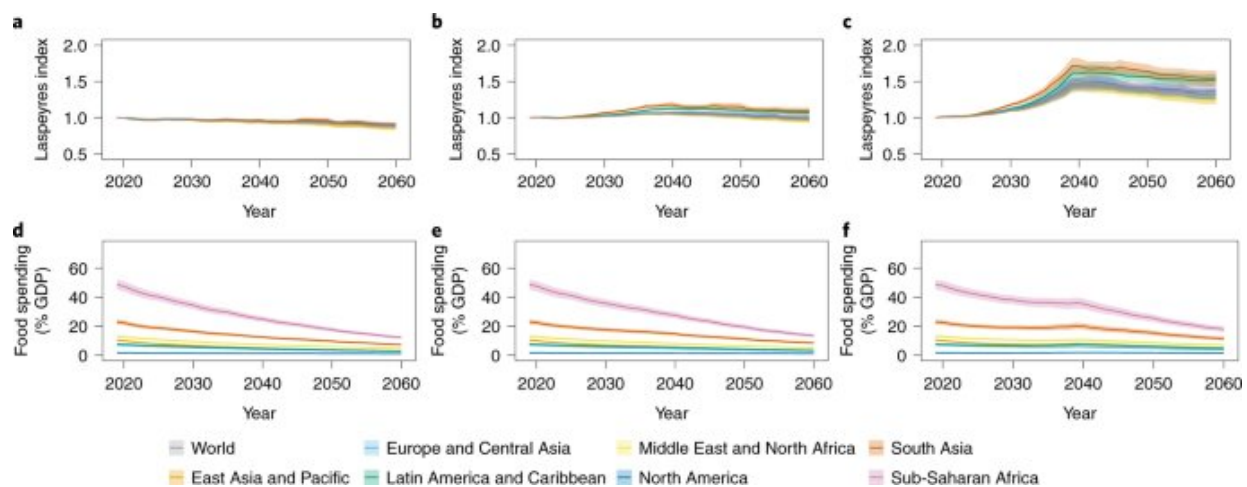 a
b
c
Laspeyres index
2.0
1.5
1.0
0.5
2020 2030 2040 2050 2060
Year
Laspeyres index
2.0
1.5
1.0
0.5
2020 2030 2040 2050 2060
Year
Laspeyres index
2.0
1.5
1.0
0.5
2020 2030 2040 2050 2060
Year
d
e
f
Food spending
(% GDP)
60
40
20
0
2020 2030 2040 2050 2060
Year
Food spending
(% GDP)
60
40
20
0
2020 2030 2040 2050 2060
Year
Food spending
(% GDP)
60
40
20
0
2020 2030 2040 2050 2060
Year
World Europe and Central Asia Middle East and North Africa South Asia
East Asia and Pacific Latin America and Caribbean North America Sub-Saharan Africa